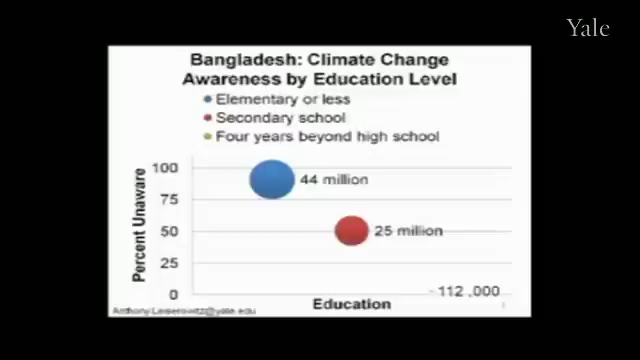 Yale
Bangladesh: Climate Change
Awareness by Education Level
Elementary or less
Secondary school
Four years beyond high school
Percent Unaware
100
75
50
25
0
44 million
25 million
112,000
Education
Anthony.Leiserowitz@yale.edu